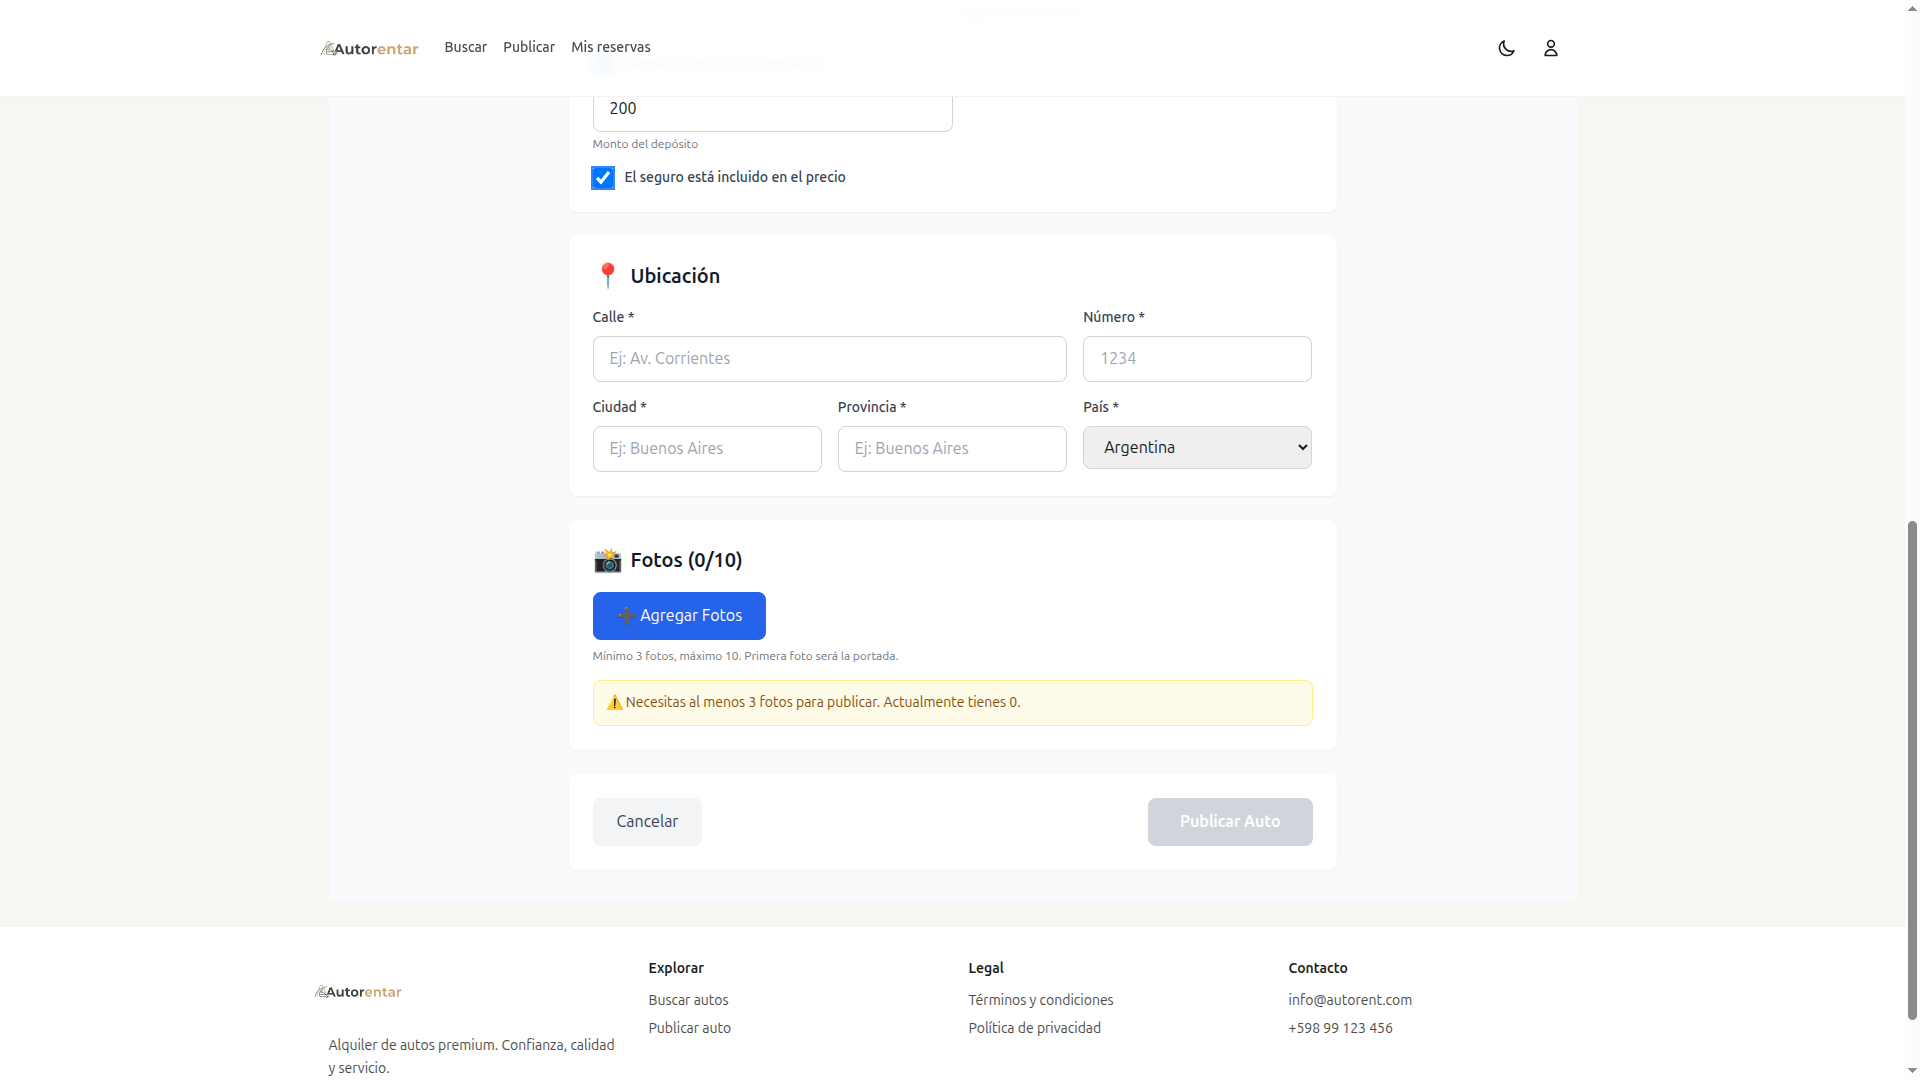 Autorentar
Buscar
Publicar
Mis reservas
200
Monto del depósito
El seguro está incluido en el precio
📍 Ubicación
Calle *
Número *
Ej: Av. Corrientes
1234
Ciudad *
Provincia *
País *
Ej: Buenos Aires
Ej: Buenos Aires
Argentina
📸 Fotos (0/10)
➕ Agregar Fotos
Mínimo 3 fotos, máximo 10. Primera foto será la portada.
⚠️ Necesitas al menos 3 fotos para publicar. Actualmente tienes 0.
Cancelar
Publicar Auto
Autorentar
Alquiler de autos premium. Confianza, calidad
y servicio.
Explorar
Buscar autos
Publicar auto
Legal
Términos y condiciones
Política de privacidad
Contacto
info@autorent.com
+598 99 123 456